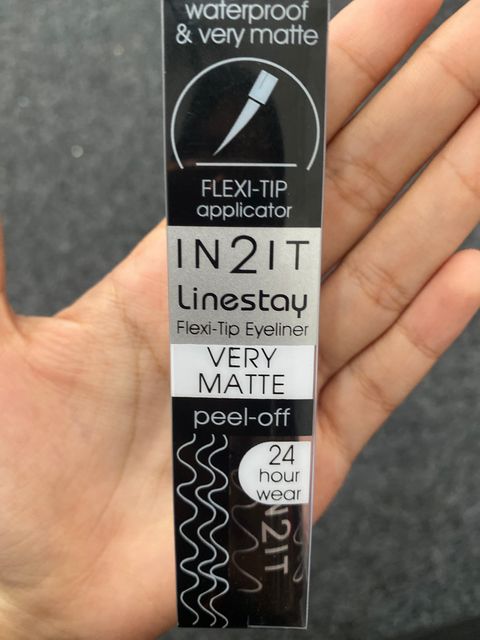 waterproof
& very matte
FLEXI-TIP
applicator
IN2IT
Linestay
Flexi-Tip Eyeliner
VERY
MATTE
peel-off
24
hour
wear
IN2IT